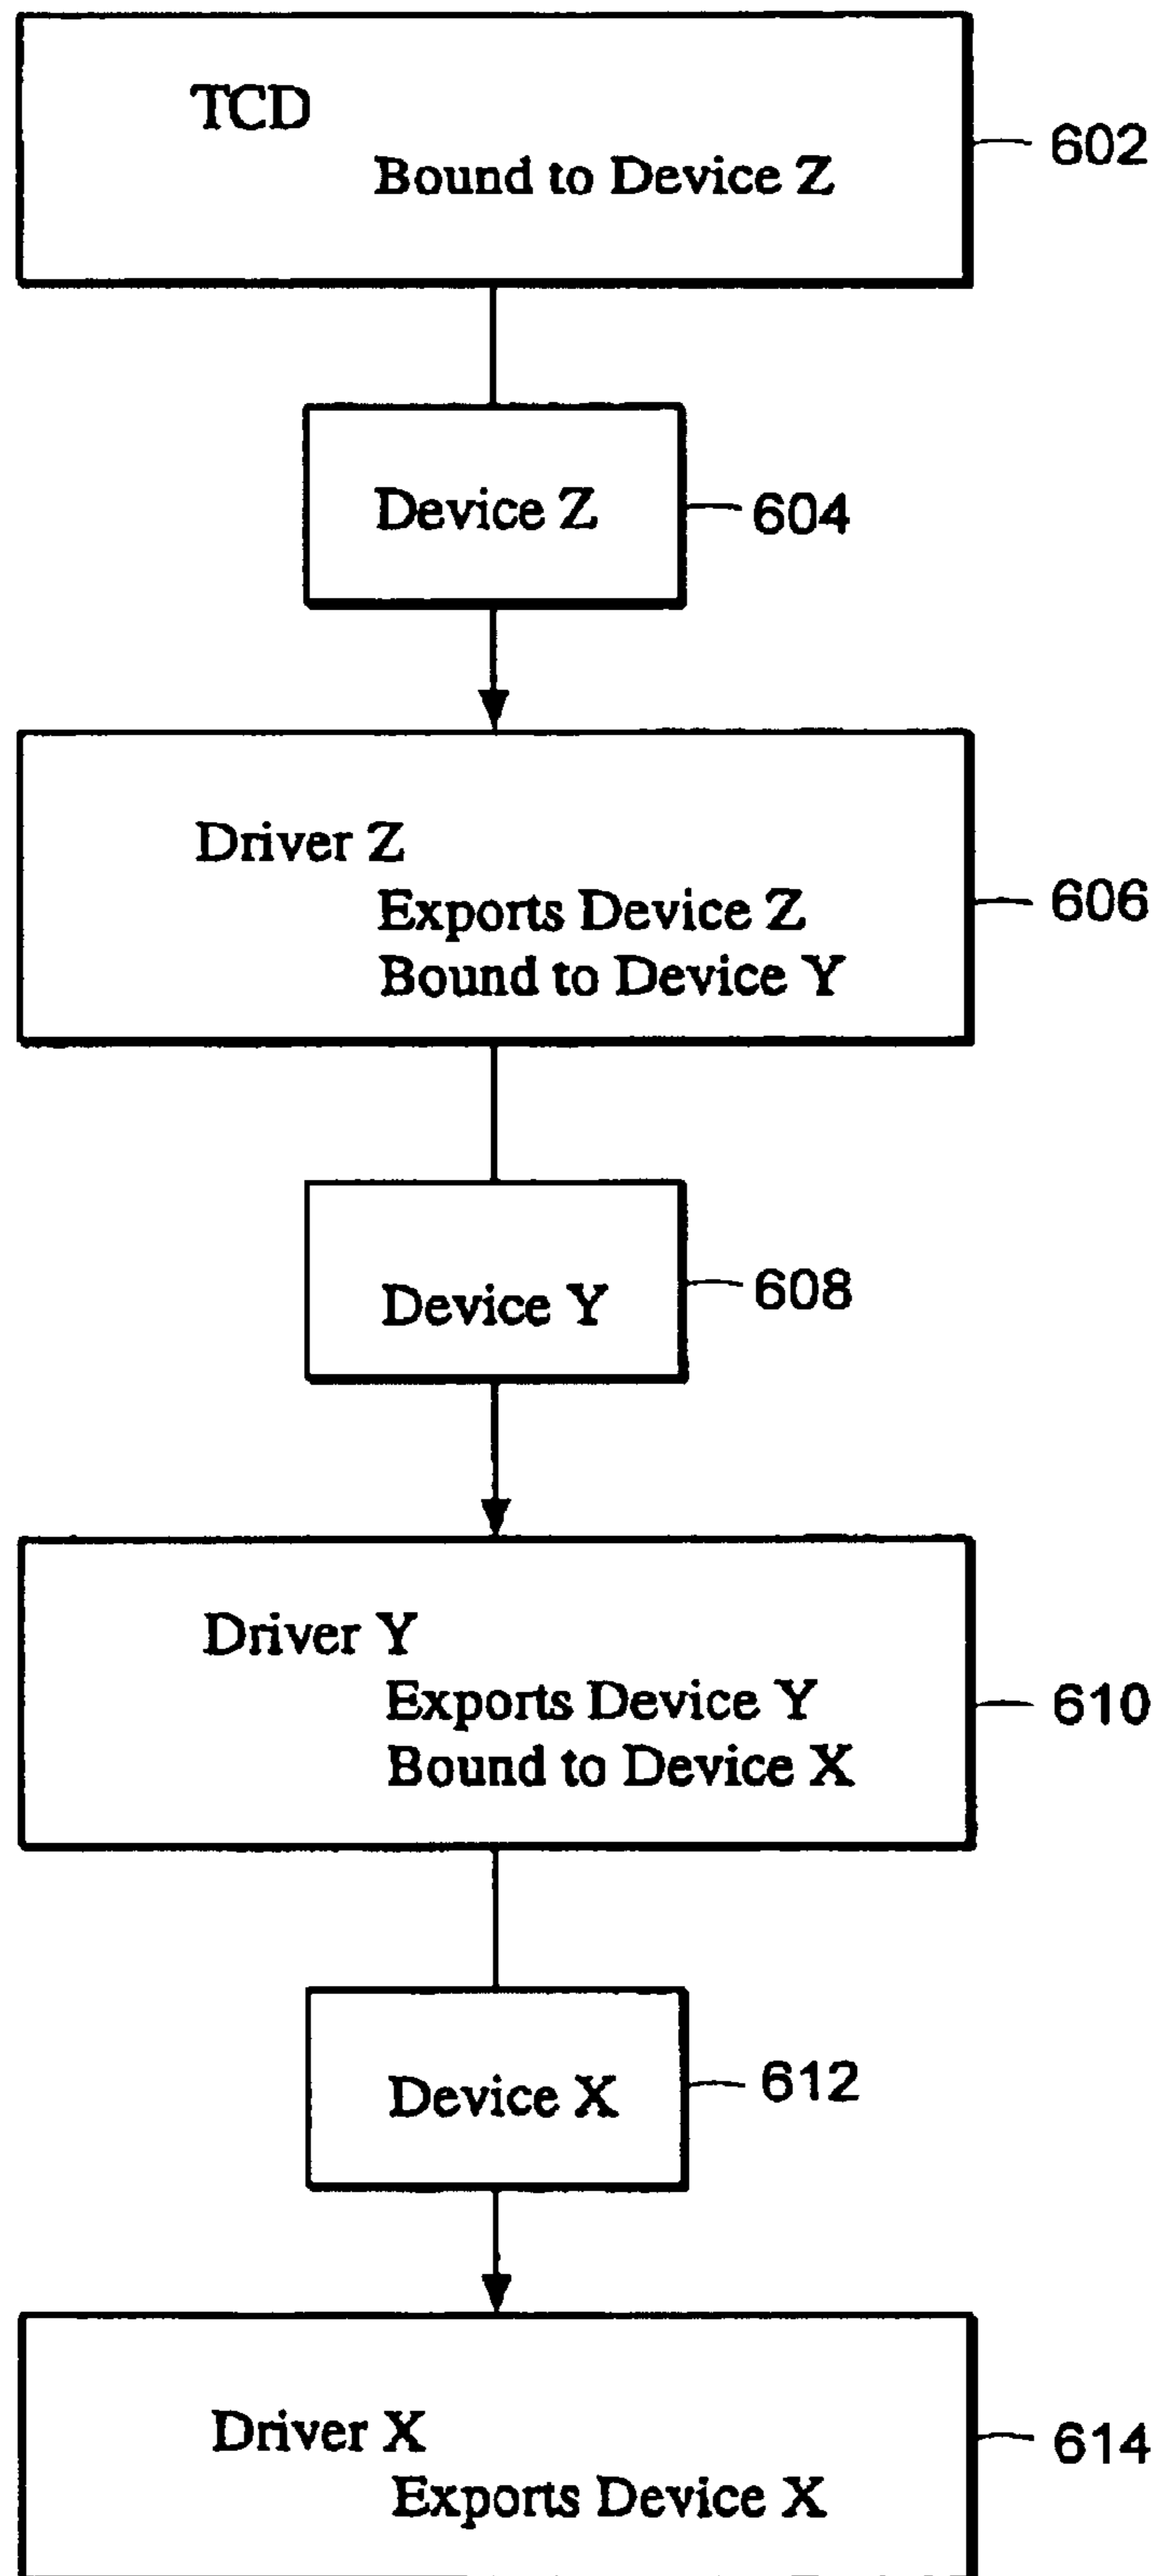 TCD
Bound to Device Z
602
Device Z
604
Driver Z
Exports Device Z
Bound to Device Y
606
Device Y
608
Driver Y
Exports Device Y
Bound to Device X
610
Device X
612
Driver X
Exports Device X
614